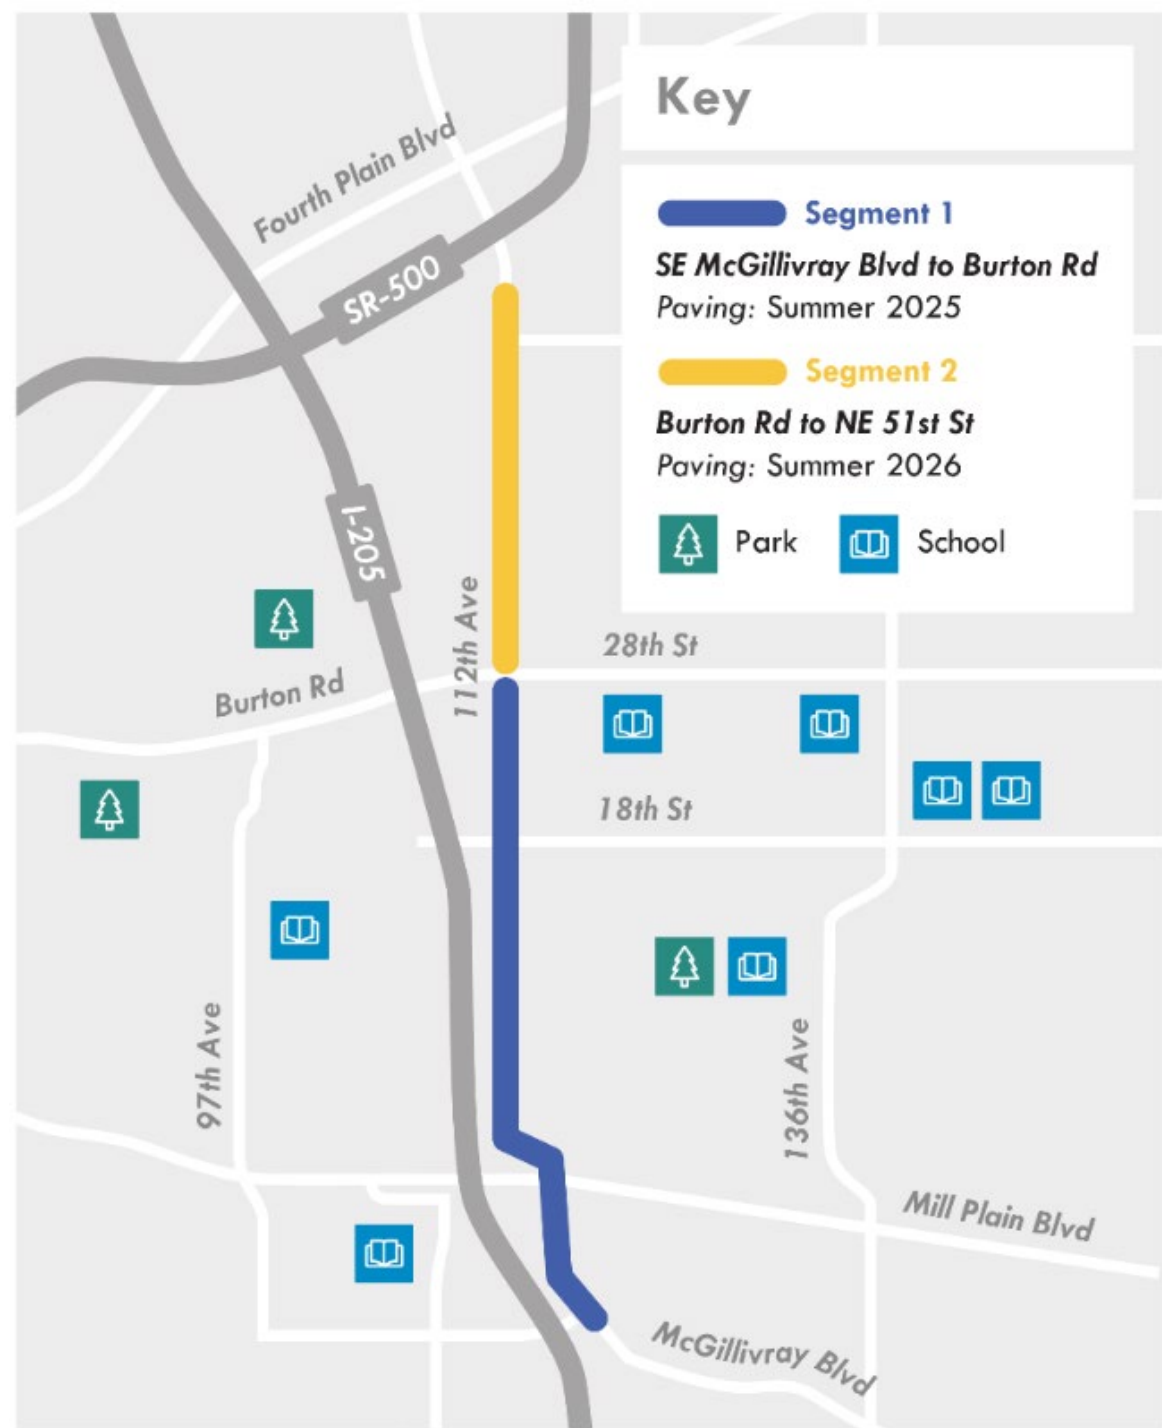 Key
Segment 1
SE McGillivray Blvd to Burton Rd
Paving: Summer 2025
Segment 2
Burton Rd to NE 51st St
Paving: Summer 2026
Park
School
Fourth Plain Blvd
SR-500
I-205
112th Ave
28th St
Burton Rd
18th St
97th Ave
136th Ave
Mill Plain Blvd
McGillivray Blvd